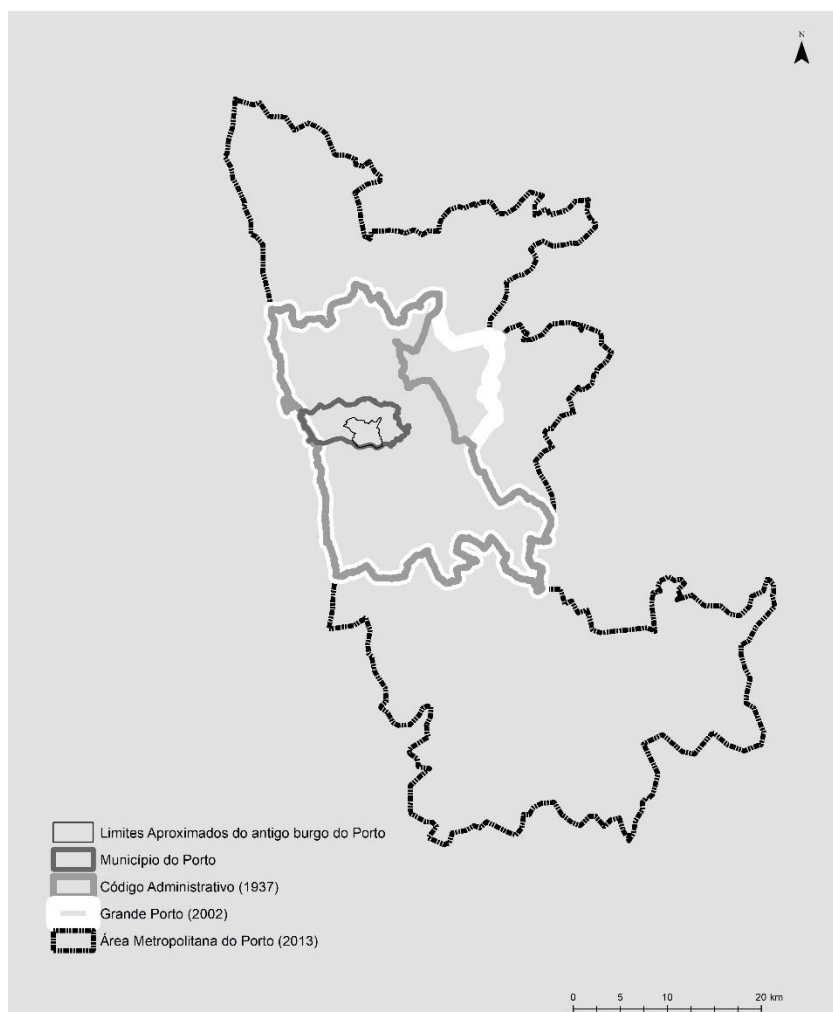 N
Limites Aproximados do antigo burgo do Porto
Município do Porto
Código Administrativo (1937)
Grande Porto (2002)
Área Metropolitana do Porto (2013)
0 5 10 20 km